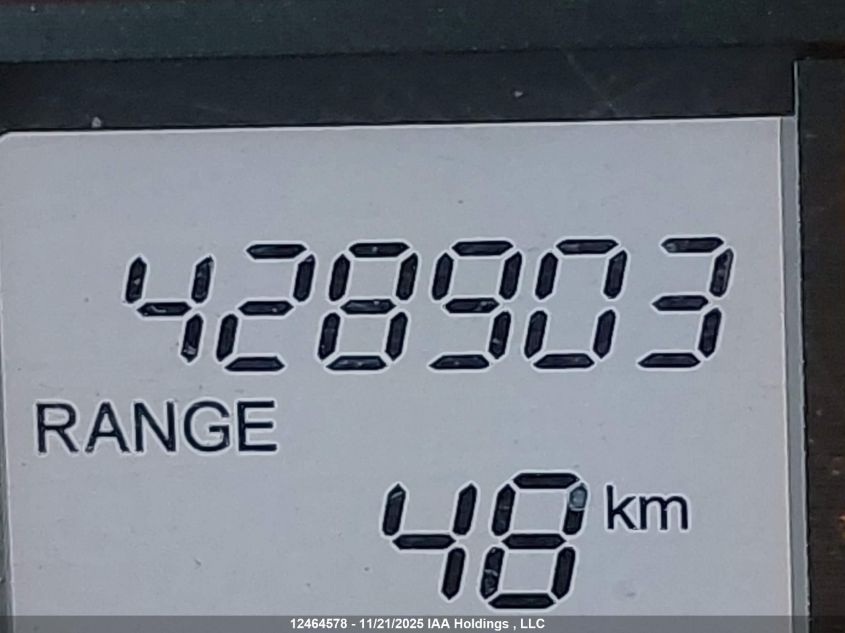 428903
RANGE
48 km
12464578 - 11/21/2025 IAA Holdings , LLC